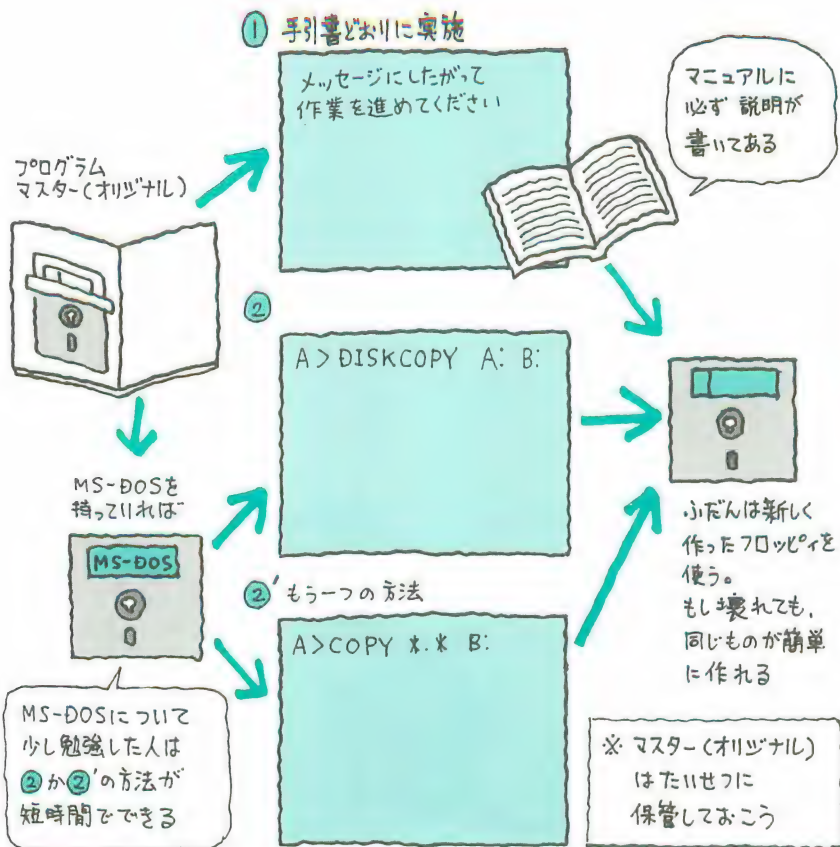 ① 手引書どおりに実施
メッセージにしたがって
作業を進めてください
マニュアルに
必ず 説明が
書いてある
プログラム
マスター(オリジナル)
②
A>DISKCOPY A: B:
MS-DOSを
持っていれば
MS-DOS
ふだんは新しく
作ったフロッピィを
使う。
もし壊れても、
同じものが簡単
に作れる
②' もう一つの方法
A>COPY *.* B:
MS-DOSについて
少し勉強した人は
②か②'の方法が
短時間でできる
※ マスター(オリジナル)
はたいせつに
保管しておこう